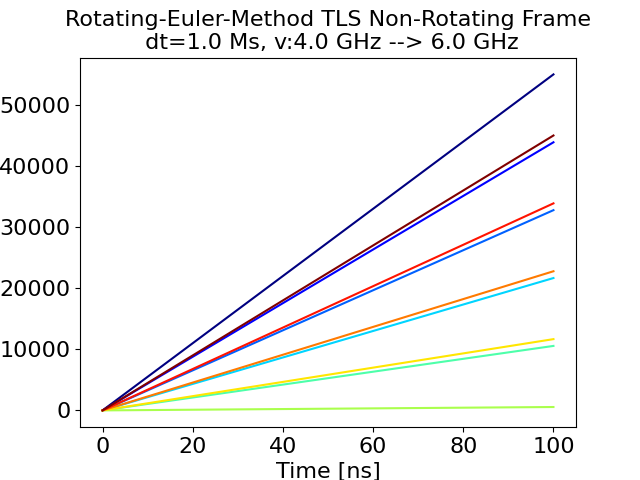 Rotating-Euler-Method TLS Non-Rotating Frame
dt=1.0 Ms, v:4.0 GHz --> 6.0 GHz
50000
40000
30000
20000
10000
0
0 20 40 60 80 100
Time [ns]